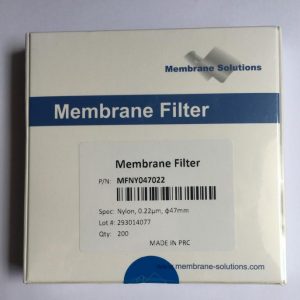 Membrane Solutions
Membrane Filter
Membrane Filter
P/N: MFNY047022
Spec: Nylon, 0.22μm, φ47mm
Lot #: 293014077
Qty: 200
MADE IN PRC
www.membrane-solutions.com